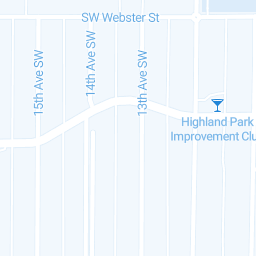 SW Webster St
15th Ave SW
14th Ave SW
13th Ave SW
Highland Park
Improvement Clu